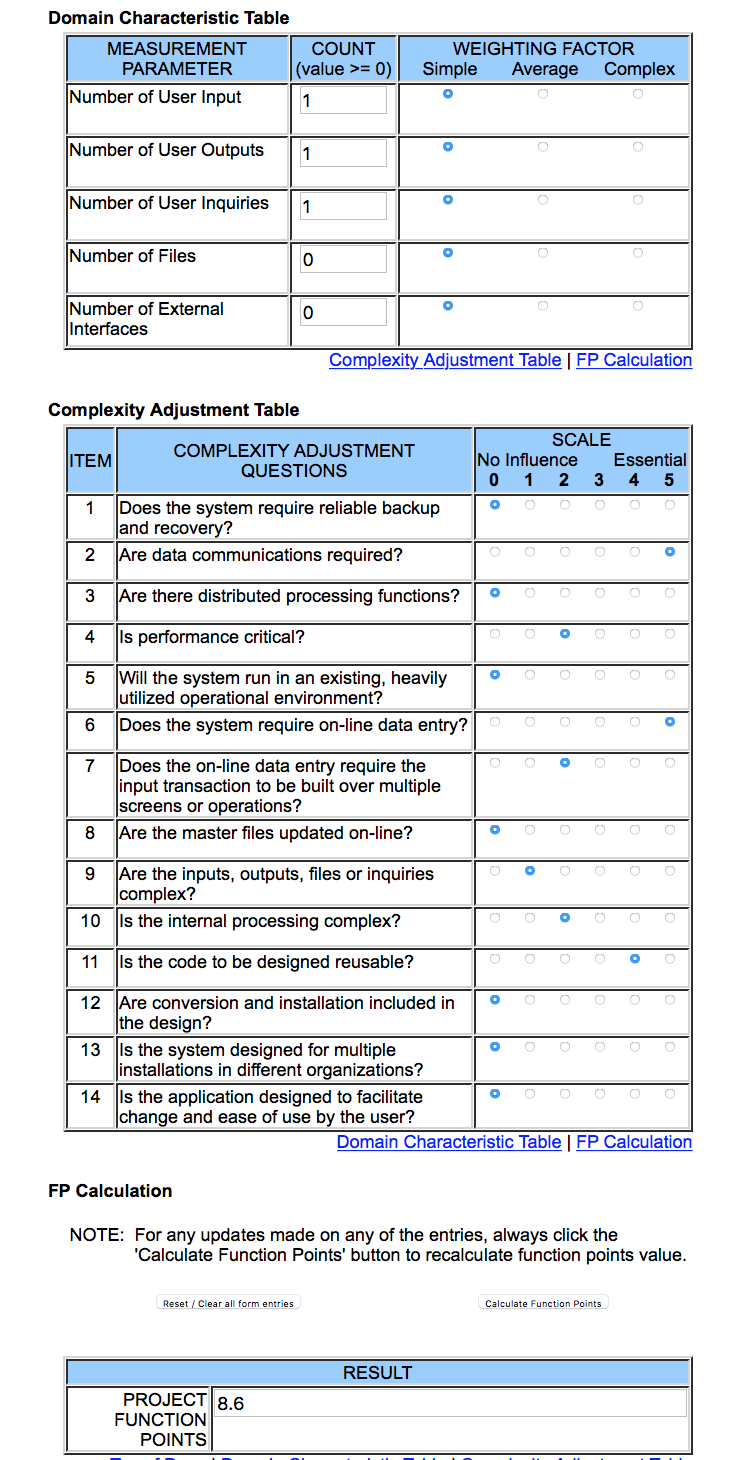 Domain Characteristic Table
MEASUREMENT PARAMETER COUNT (value >= 0) WEIGHTING FACTOR Simple Average Complex
Number of User Input 1
Number of User Outputs 1
Number of User Inquiries 1
Number of Files 0
Number of External Interfaces 0
Complexity Adjustment Table | FP Calculation
Complexity Adjustment Table
ITEM COMPLEXITY ADJUSTMENT QUESTIONS SCALE
No Influence Essential
0 1 2 3 4 5
1 Does the system require reliable backup
and recovery?
2 Are data communications required?
3 Are there distributed processing functions?
4 Is performance critical?
5 Will the system run in an existing, heavily
utilized operational environment?
6 Does the system require on-line data entry?
7 Does the on-line data entry require the
input transaction to be built over multiple
screens or operations?
8 Are the master files updated on-line?
9 Are the inputs, outputs, files or inquiries
complex?
10 Is the internal processing complex?
11 Is the code to be designed reusable?
12 Are conversion and installation included in
the design?
13 Is the system designed for multiple
installations in different organizations?
14 Is the application designed to facilitate
change and ease of use by the user?
Domain Characteristic Table | FP Calculation
FP Calculation
NOTE: For any updates made on any of the entries, always click the
'Calculate Function Points' button to recalculate function points value.
Reset / Clear all form entries Calculate Function Points
RESULT
PROJECT FUNCTION POINTS 8.6